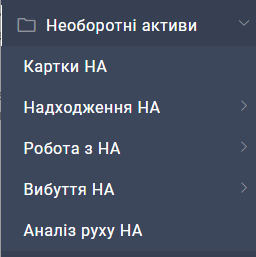 Необоротні активи
Картки НА
Надходження НА
Робота з НА
Вибуття НА
Аналіз руху НА